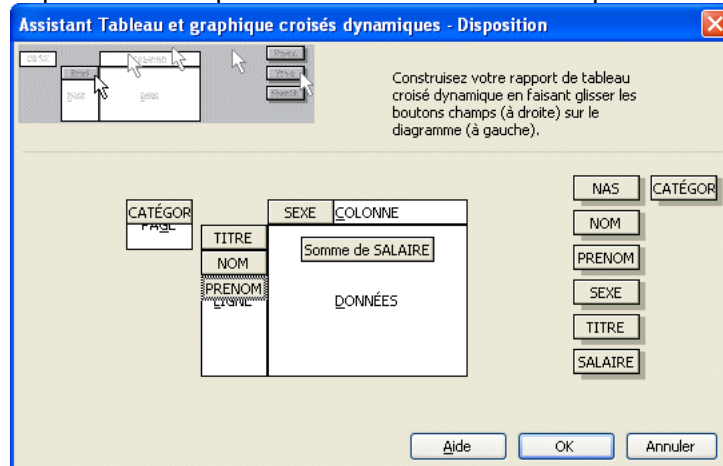 Assistant Tableau et graphique croisés dynamiques - Disposition
Construisez votre rapport de tableau
croisé dynamique en faisant glisser les
boutons champs (à droite) sur le
diagramme (à gauche).
CATÉGOR
PAGE
SEXE
COLONNE
TITRE
NOM
PRENOM
LIGNE
Somme de SALAIRE
DONNÉES
NAS
CATÉGOR
NOM
PRENOM
SEXE
TITRE
SALAIRE
Aide
OK
Annuler